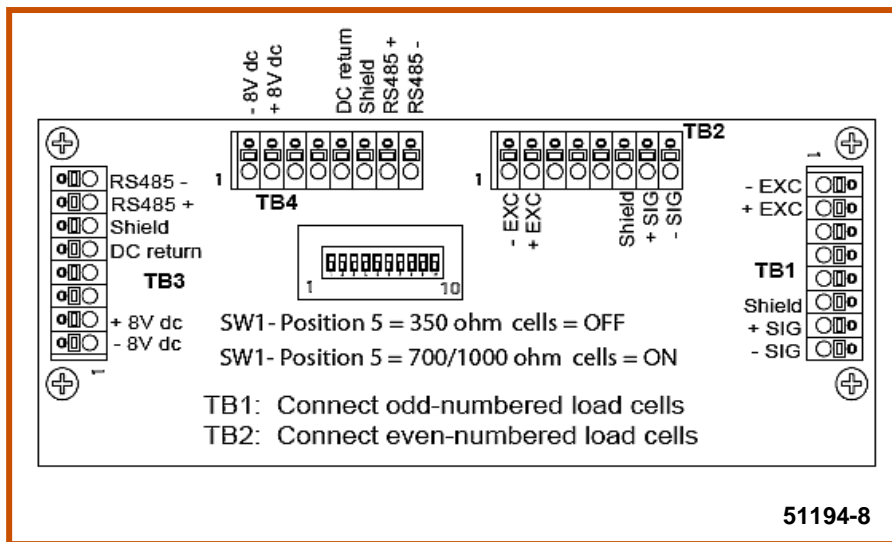 - 8V dc
+ 8V dc
DC return
Shield
RS485 +
RS485 -
TB2
1
TB4
1
- EXC
+ EXC
Shield
+ SIG
- SIG
RS485 -
RS485 +
Shield
DC return
TB3
+ 8V dc
- 8V dc
1
1
- EXC
+ EXC
TB1
Shield
+ SIG
- SIG
1
10
SW1- Position 5 = 350 ohm cells = OFF
SW1- Position 5 = 700/1000 ohm cells = ON
TB1: Connect odd-numbered load cells
TB2: Connect even-numbered load cells
51194-8